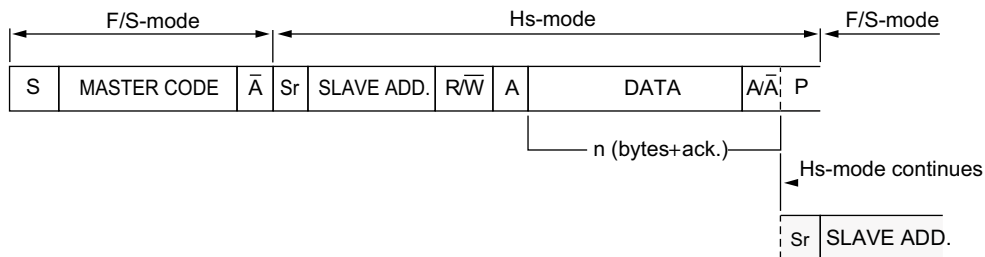 F/S-mode Hs-mode F/S-mode
S MASTER CODE A̅ Sr SLAVE ADD. R/W̅ A DATA A/A̅ P
n (bytes+ack.)
Hs-mode continues
Sr SLAVE ADD.